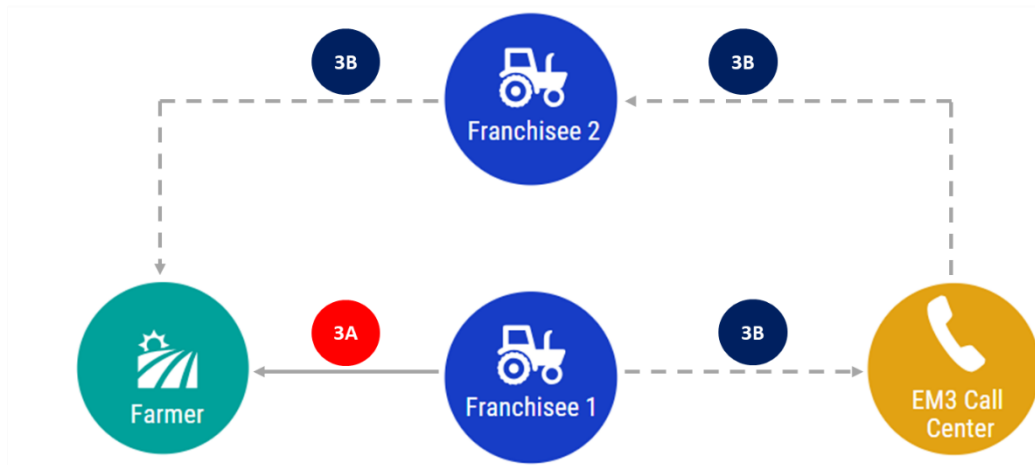 3B
3B
Franchisee 2
3A
3B
Farmer
Franchisee 1
EM3 Call
Center